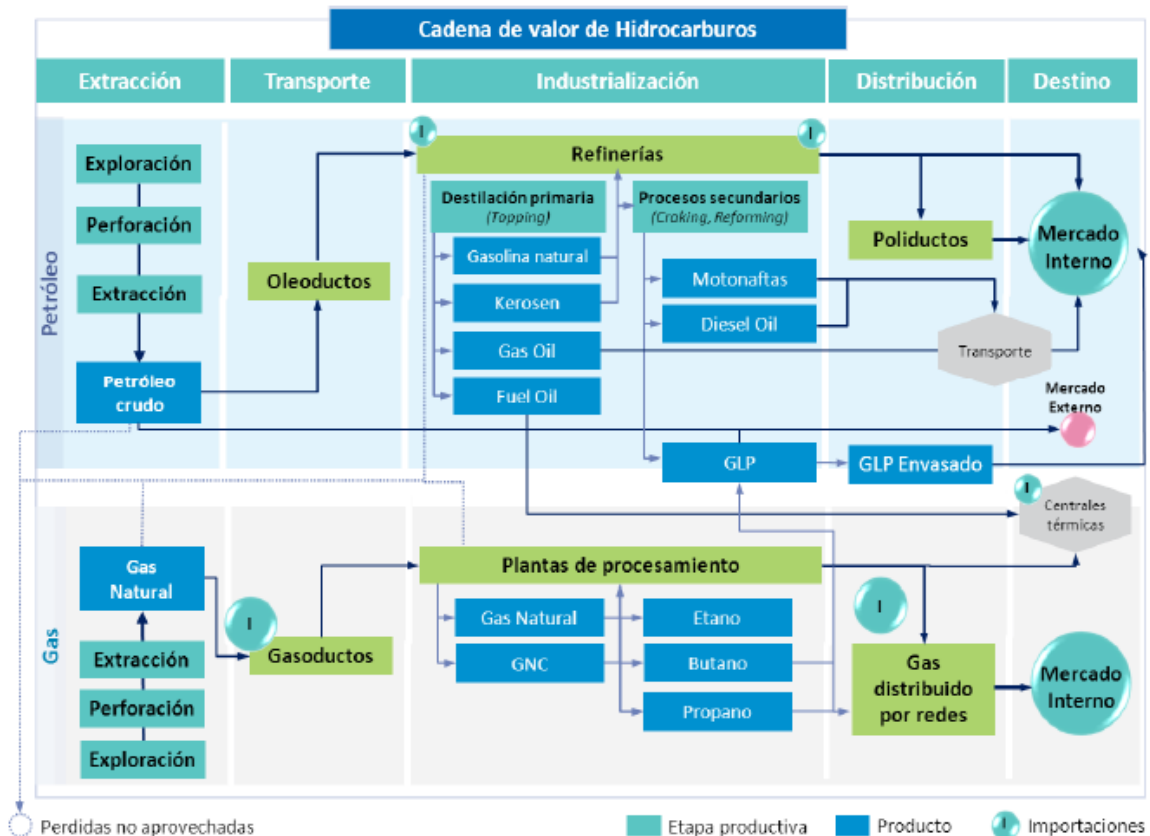 Cadena de valor de Hidrocarburos
Extracción
Transporte
Industrialización
Distribución
Destino
Petróleo
Exploración
Perforación
Extracción
Petróleo
crudo
Oleoductos
I
Refinerías
I
Destilación primaria
(Topping)
Procesos secundarios
(Craking, Reforming)
Gasolina natural
Kerosen
Gas Oil
Fuel Oil
Motonaftas
Diesel Oil
GLP
Poliductos
Transporte
GLP Envasado
Mercado
Interno
Mercado
Externo
I
Centrales
térmicas
Gas
Gas
Natural
Extracción
Perforación
Exploración
I
Gasoductos
Plantas de procesamiento
Gas Natural
GNC
Etano
Butano
Propano
I
Gas
distribuido
por redes
Mercado
Interno
Perdidas no aprovechadas
Etapa productiva
Producto
I
Importaciones